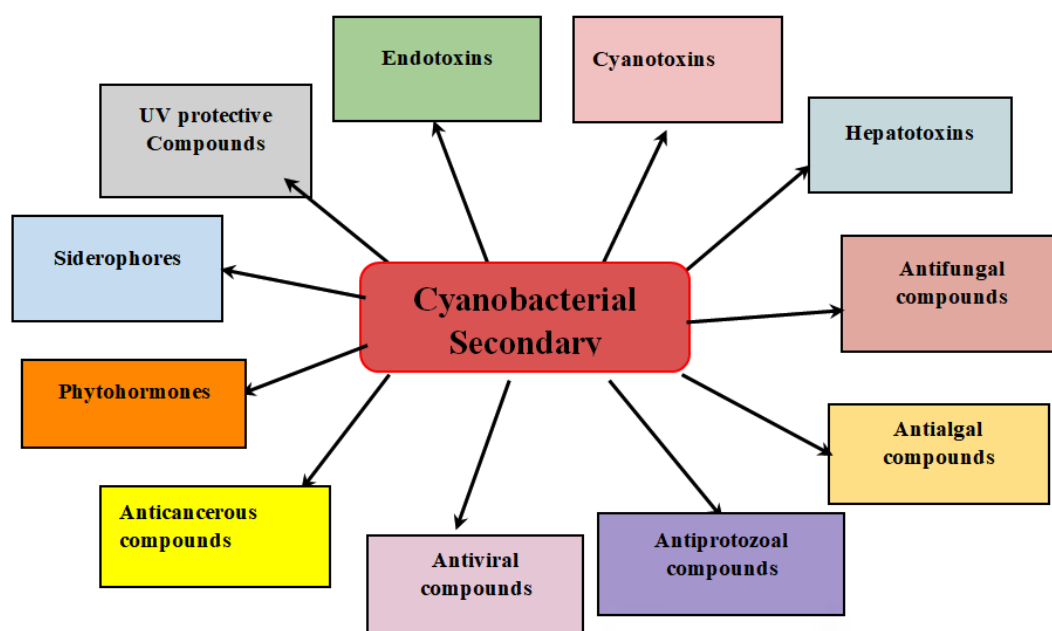 Endotoxins
Cyanotoxins
UV protective
Compounds
Hepatotoxins
Siderophores
Antifungal
compounds
Cyanobacterial
Secondary
Phytohormones
Antialgal
compounds
Anticancerous
compounds
Antiviral
compounds
Antiprotozoal
compounds